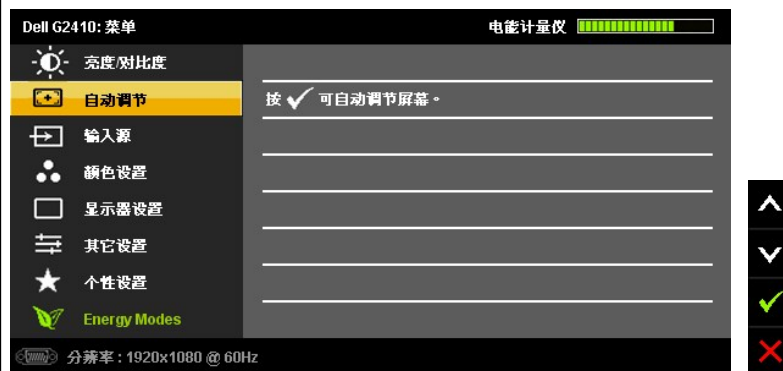 Dell G2410: 菜单 电能计量仪
亮度/对比度
自动调节 按 ✓ 可自动调节屏幕。
输入源
颜色设置
显示器设置
其它设置
个性设置
Energy Modes
分辨率 : 1920x1080 @ 60Hz